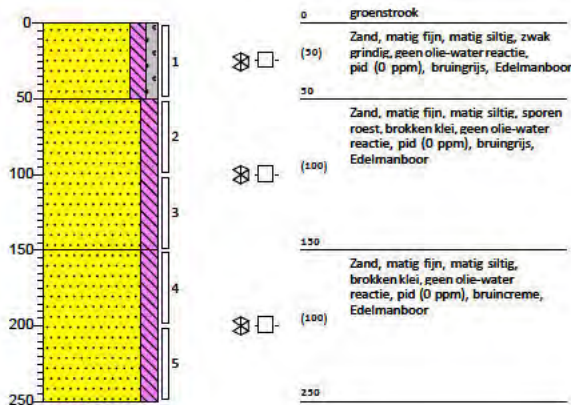 0
groenstrook
0
Zand, matig fijn, matig siltig, zwak
grindig, geen olie-water reactie,
pid (0 ppm), bruingrijs, Edelmanboor
(50)
1
50
50
Zand, matig fijn, matig siltig, sporen
roest, brokken klei, geen olie-water
reactie, pid (0 ppm), bruingrijs,
Edelmanboor
2
(100)
100
3
150
150
Zand, matig fijn, matig siltig,
brokken klei, geen olie-water
reactie, pid (0 ppm), bruincreme,
Edelmanboor
4
(100)
200
5
250
250